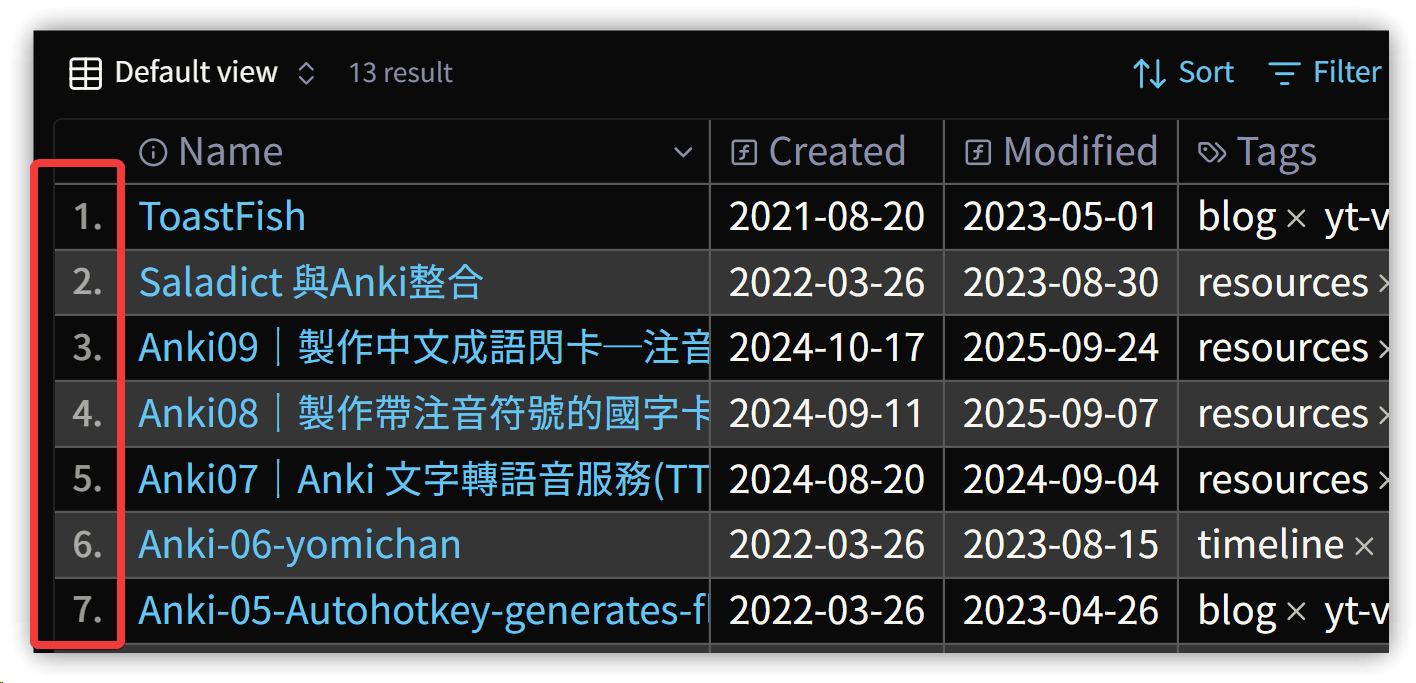 Default view 13 result Sort Filter
Name Created Modified Tags
1. ToastFish 2021-08-20 2023-05-01 blog × yt-v
2. Saladict 與Anki整合 2022-03-26 2023-08-30 resources ×
3. Anki09｜製作中文成語閃卡─注音 2024-10-17 2025-09-24 resources ×
4. Anki08｜製作帶注音符號的國字卡 2024-09-11 2025-09-07 resources ×
5. Anki07｜Anki 文字轉語音服務(TT 2024-08-20 2024-09-04 resources ×
6. Anki-06-yomichan 2022-03-26 2023-08-15 timeline ×
7. Anki-05-Autohotkey-generates-fl 2022-03-26 2023-04-26 blog × yt-v